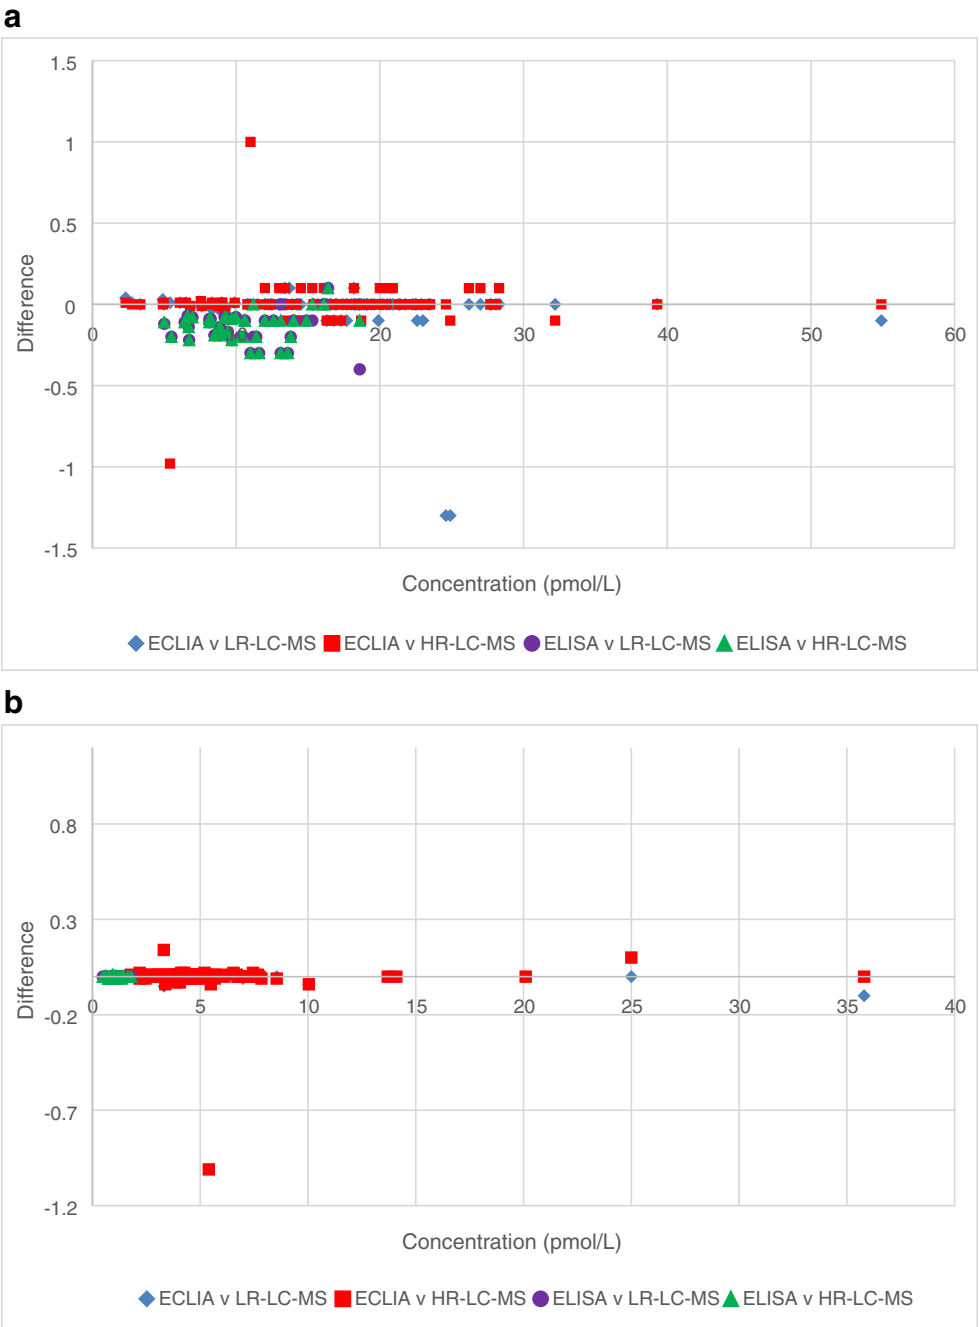 a
1.5
1
0.5
0
-0.5
-1
-1.5
0 20 30 40 50 60
Difference
Concentration (pmol/L)
ECLIA v LR-LC-MS ECLIA v HR-LC-MS ELISA v LR-LC-MS ELISA v HR-LC-MS
b
0.8
0.3
-0.2
-0.7
-1.2
0 5 10 15 20 25 30 35 40
Difference
Concentration (pmol/L)
ECLIA v LR-LC-MS ECLIA v HR-LC-MS ELISA v LR-LC-MS ELISA v HR-LC-MS